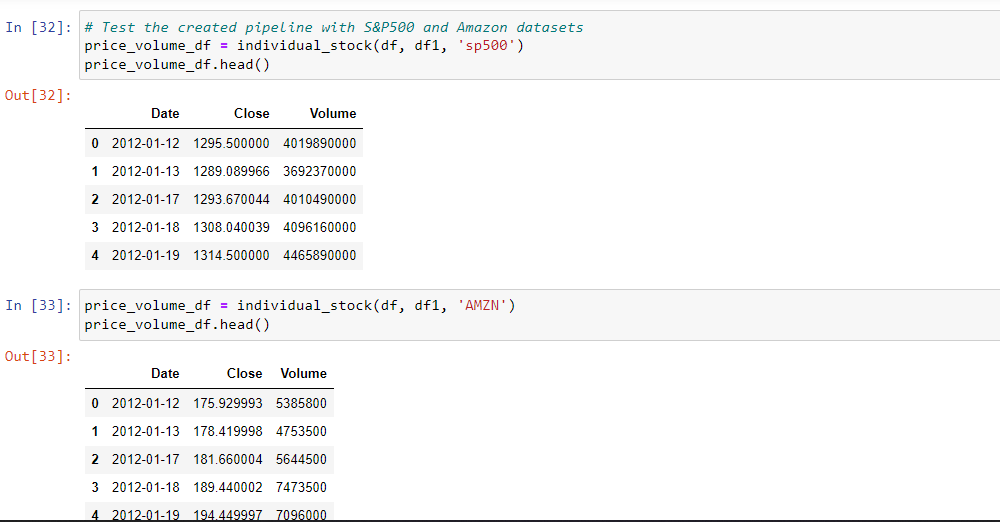 In [32]: # Test the created pipeline with S&P500 and Amazon datasets
price_volume_df = individual_stock(df, df1, 'sp500')
price_volume_df.head()
Out[32]:
Date Close Volume
0 2012-01-12 1295.500000 4019890000
1 2012-01-13 1289.089966 3692370000
2 2012-01-17 1293.670044 4010490000
3 2012-01-18 1308.040039 4096160000
4 2012-01-19 1314.500000 4465890000
In [33]: price_volume_df = individual_stock(df, df1, 'AMZN')
price_volume_df.head()
Out[33]:
Date Close Volume
0 2012-01-12 175.929993 5385800
1 2012-01-13 178.419998 4753500
2 2012-01-17 181.660004 5644500
3 2012-01-18 189.440002 7473500
4 2012-01-19 194.449997 7096000